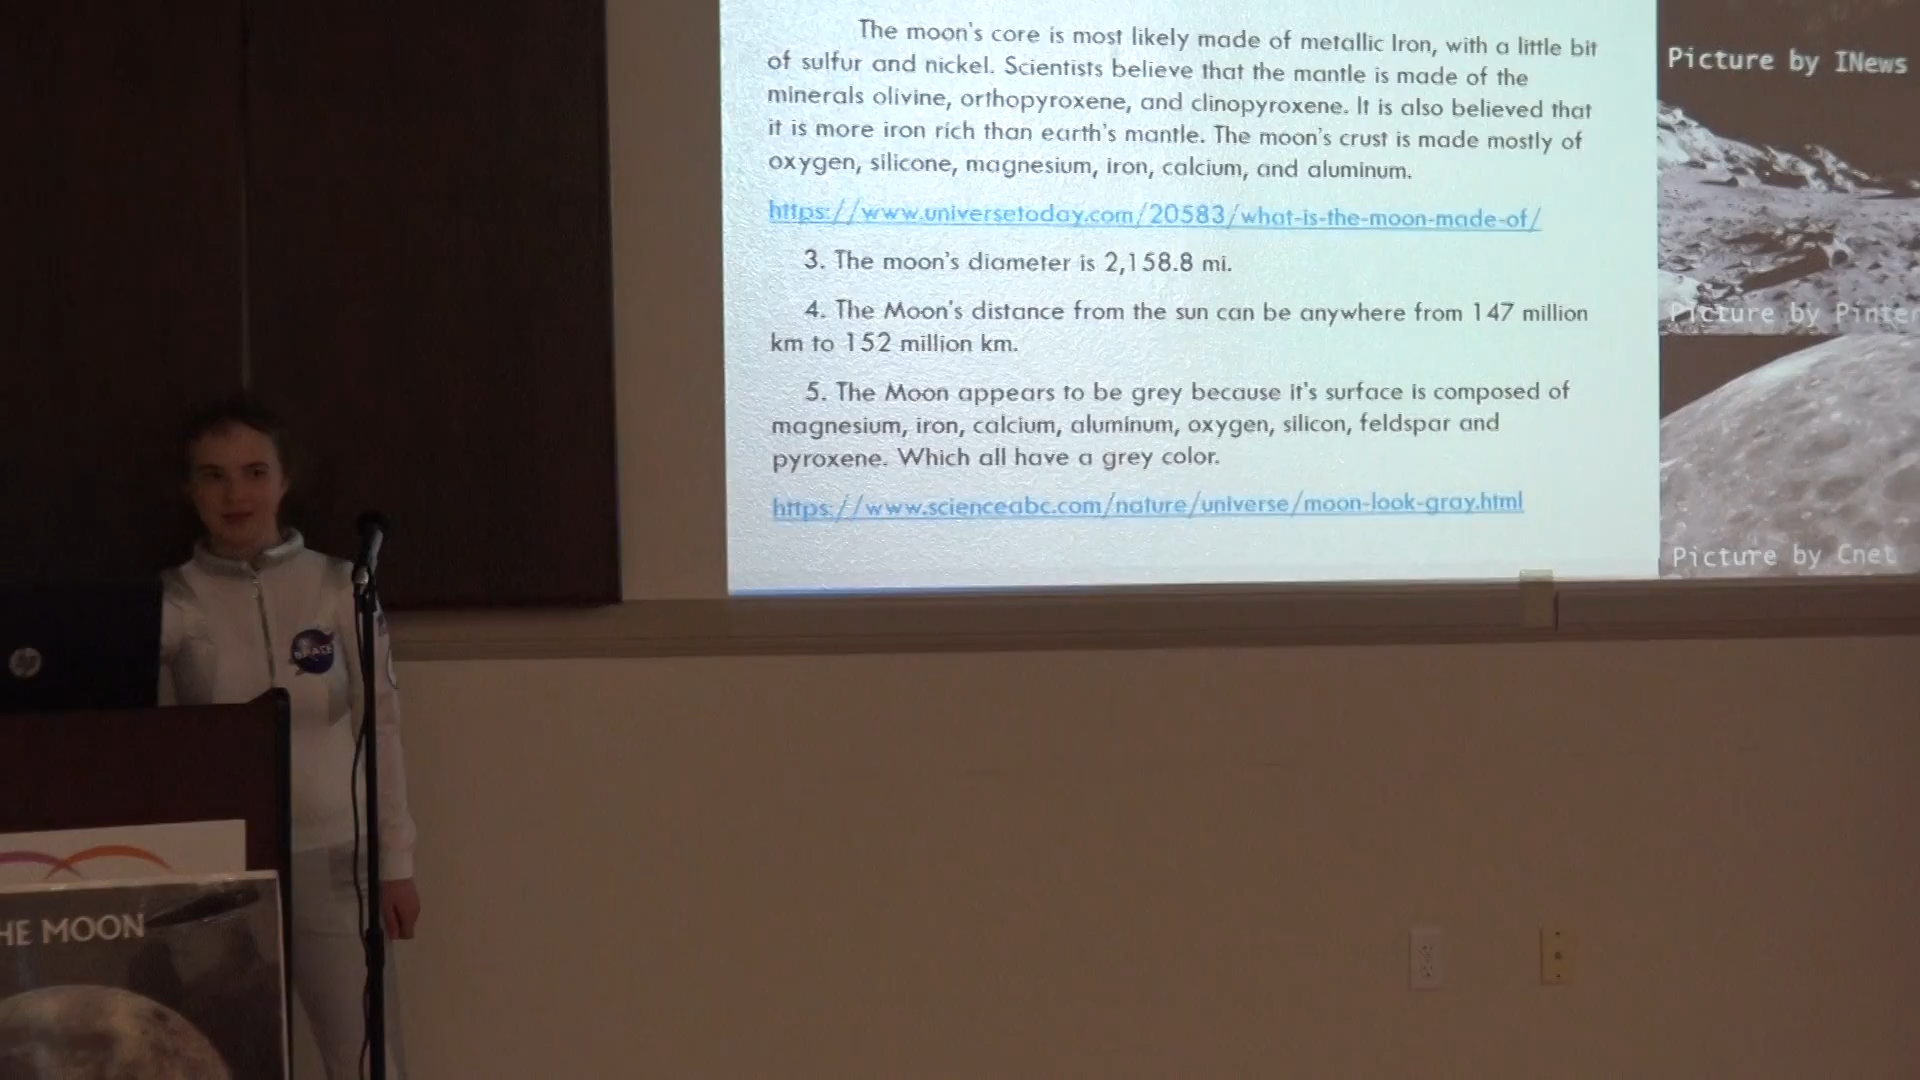 The moon's core is most likely made of metallic Iron, with a little bit
of sulfur and nickel. Scientists believe that the mantle is made of the
minerals olivine, orthopyroxene, and clinopyroxene. It is also believed that
it is more iron rich than earth's mantle. The moon's crust is made mostly of
oxygen, silicone, magnesium, iron, calcium, and aluminum.
https://www.universetoday.com/20583/what-is-the-moon-made-of/
3. The moon's diameter is 2,158.8 mi.
4. The Moon's distance from the sun can be anywhere from 147 million
km to 152 million km.
5. The Moon appears to be grey because it's surface is composed of
magnesium, iron, calcium, aluminum, oxygen, silicon, feldspar and
pyroxene. Which all have a grey color.
https://www.scienceabc.com/nature/universe/moon-look-gray.html
Picture by INews
Picture by Pinter
Picture by Cnet
hp
HE MOON